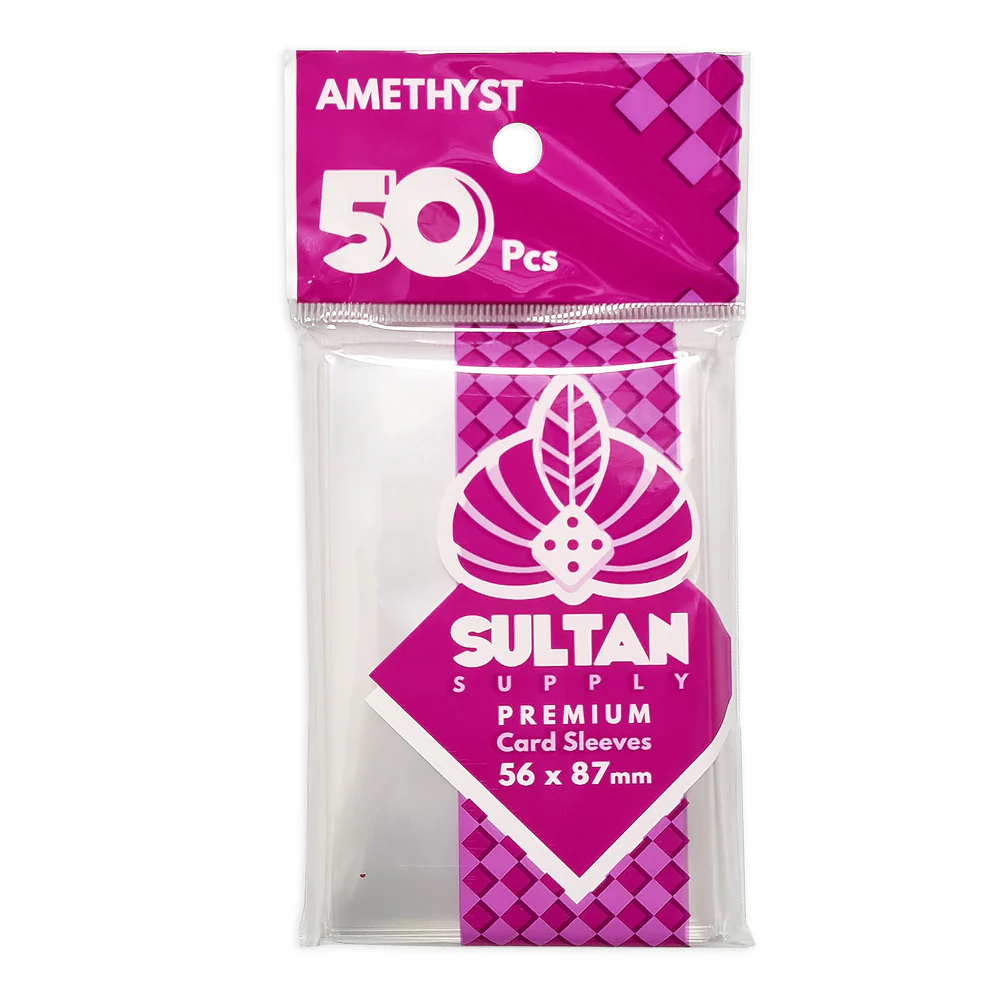 AMETHYST
50 Pcs
SULTAN
SUPPLY
PREMIUM
Card Sleeves
56 x 87mm